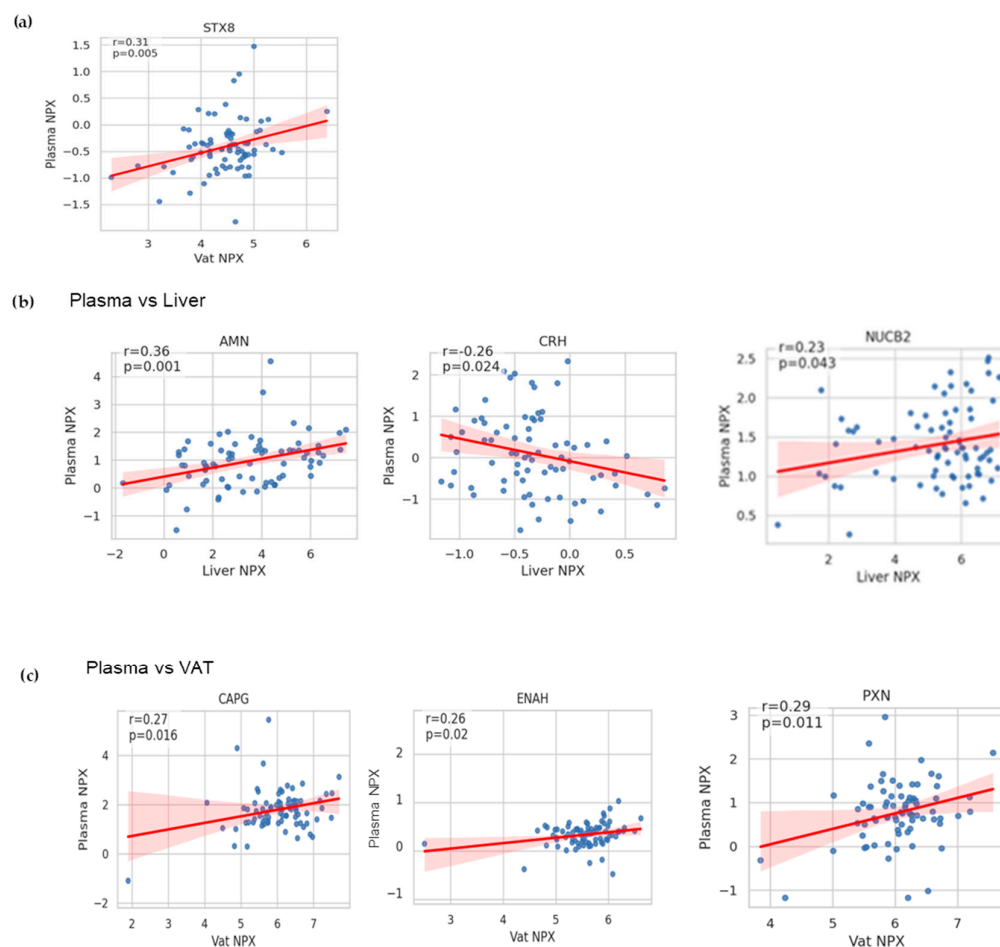 (a)
STX8
r=0.31
p=0.005
Plasma NPX
1.5
1.0
0.5
0.0
−0.5
−1.0
−1.5
3 4 5 6
Vat NPX
(b) Plasma vs Liver
AMN
r=0.36
p=0.001
Plasma NPX
4
3
2
1
0
−1
−2 0 2 4 6
Liver NPX
CRH
r=-0.26
p=0.024
Plasma NPX
2
1
0
−1
−1.0 −0.5 0.0 0.5
Liver NPX
NUCB2
r=0.23
p=0.043
Plasma NPX
2.5
2.0
1.5
1.0
0.5
2 4 6
Liver NPX
(c) Plasma vs VAT
CAPG
r=0.27
p=0.016
Plasma NPX
4
2
0
−2
2 3 4 5 6 7
Vat NPX
ENAH
r=0.26
p=0.02
Plasma NPX
2
1
0
−1
3 4 5 6
Vat NPX
PXN
r=0.29
p=0.011
Plasma NPX
3
2
1
0
−1
4 5 6 7
Vat NPX